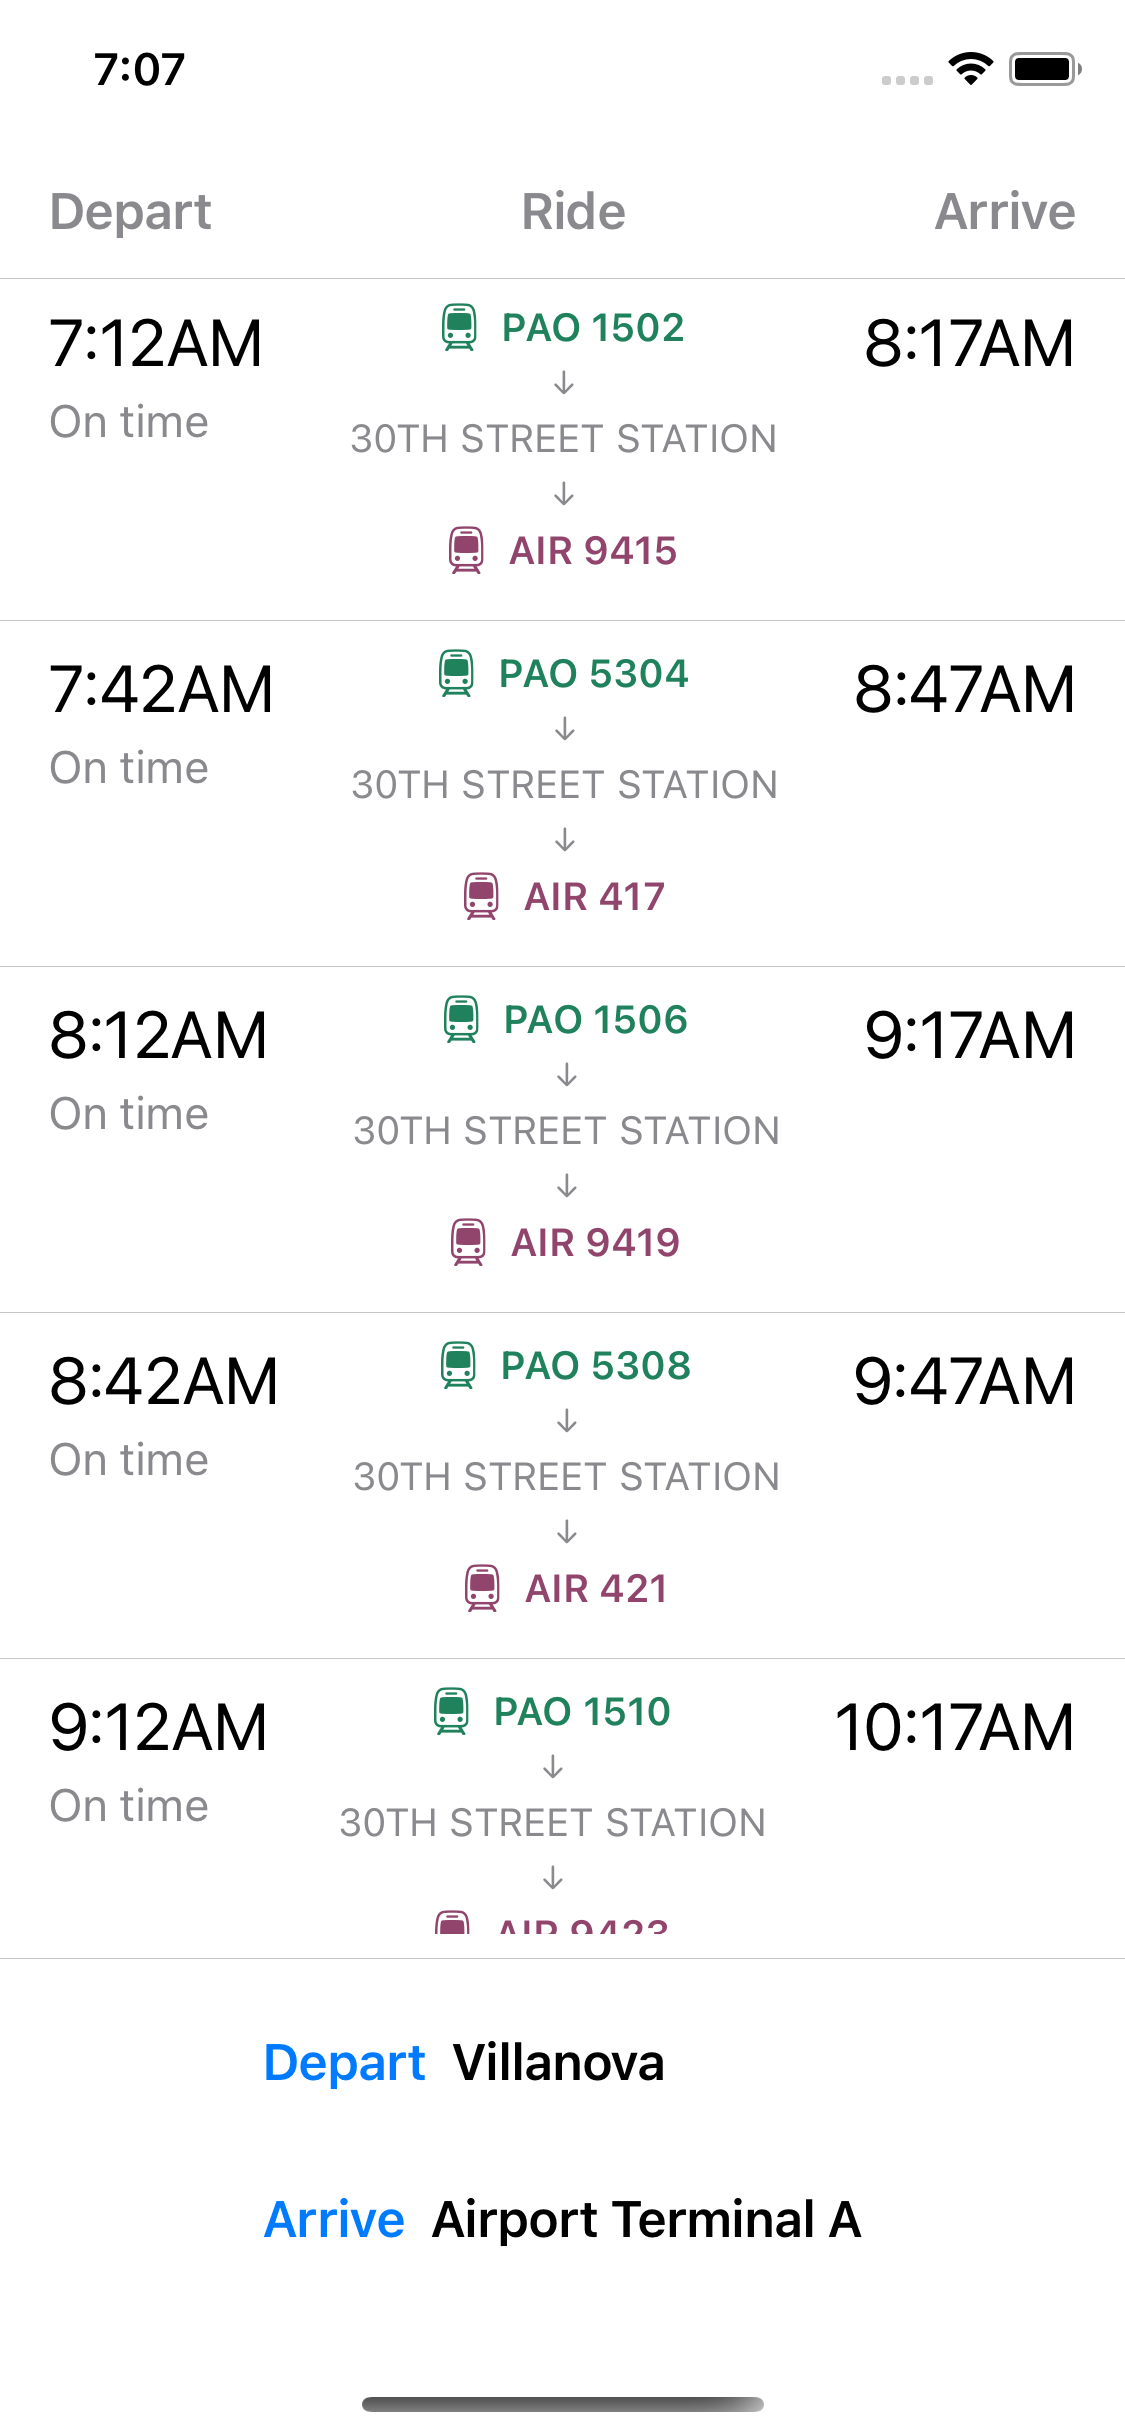 7:07
Depart Ride Arrive
7:12AM PAO 1502 8:17AM
On time
30TH STREET STATION
AIR 9415
7:42AM PAO 5304 8:47AM
On time
30TH STREET STATION
AIR 417
8:12AM PAO 1506 9:17AM
On time
30TH STREET STATION
AIR 9419
8:42AM PAO 5308 9:47AM
On time
30TH STREET STATION
AIR 421
9:12AM PAO 1510 10:17AM
On time
30TH STREET STATION
AIR 9423
Depart Villanova
Arrive Airport Terminal A